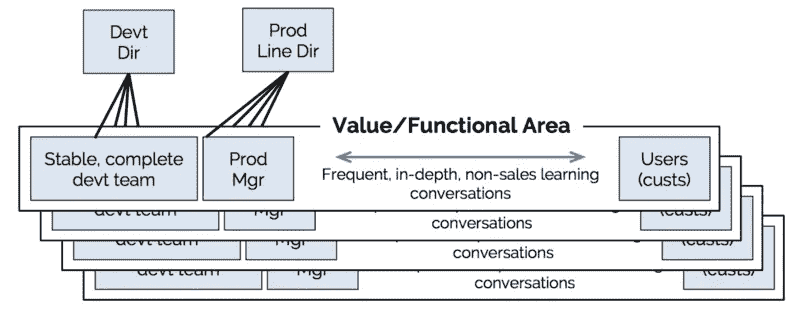 Devt
Dir
Prod
Line Dir
Value/Functional Area
Stable, complete
devt team
Prod
Mgr
Frequent, in-depth, non-sales learning
conversations
Users
(custs)
devt team
Mgr
conversations
(custs)
devt team
Mgr
conversations
(custs)
devt team
Mgr
conversations
(custs)